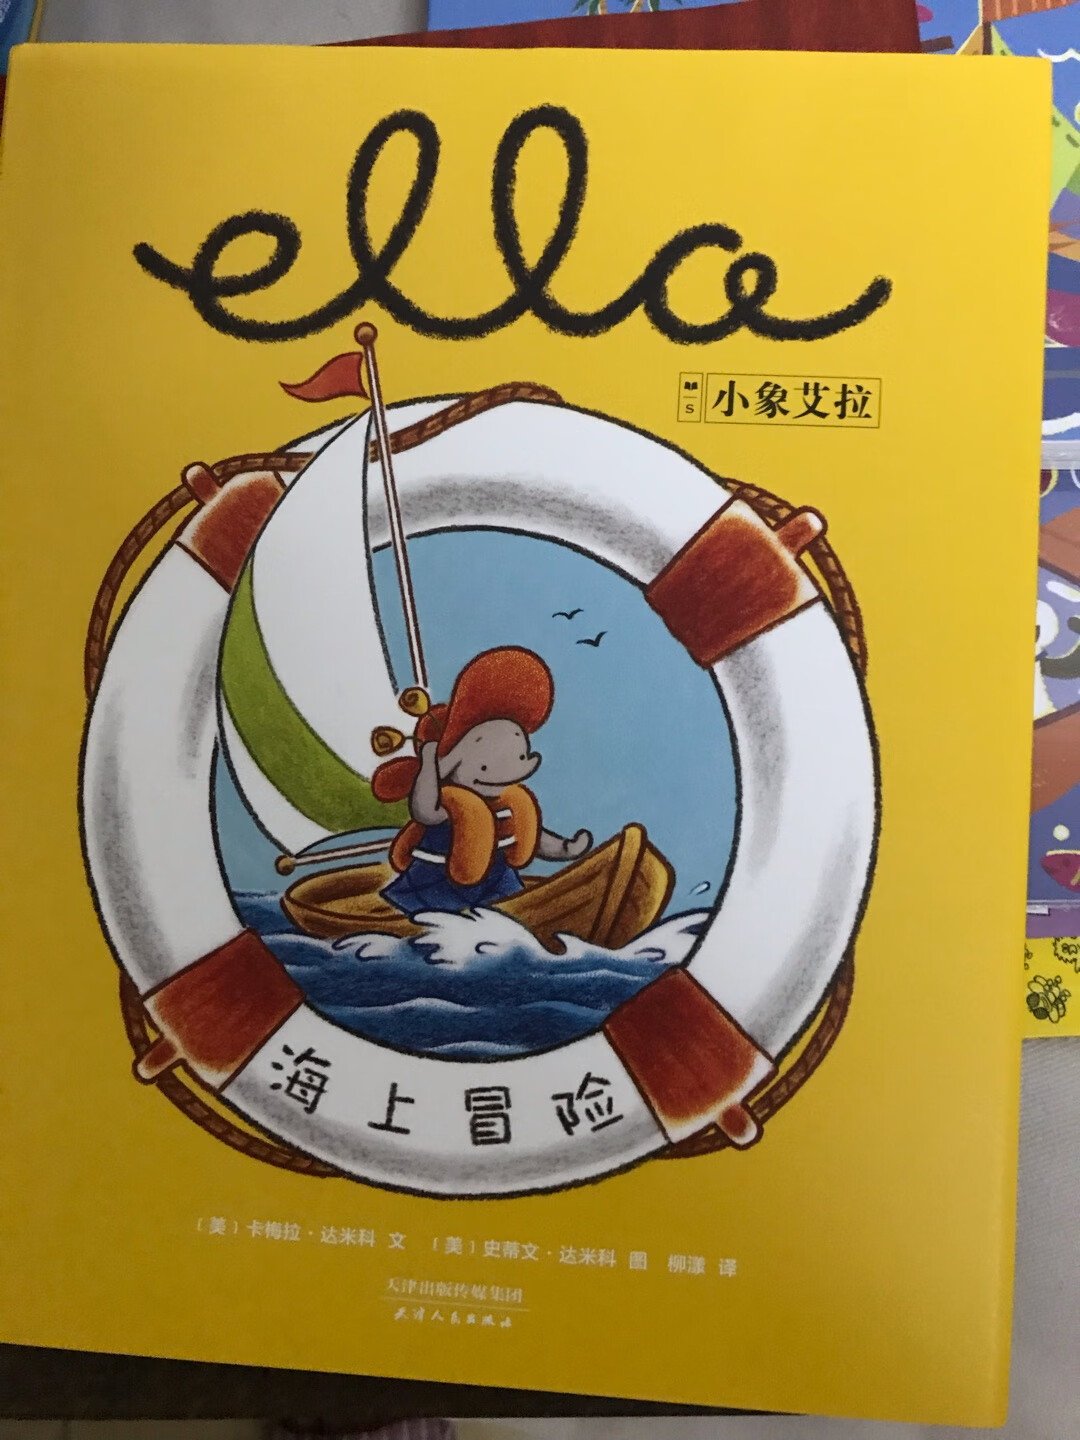 ella
S
小象艾拉
海上冒险
[美]卡梅拉·达米科 文 [美]史蒂文·达米科 图 柳漾 译
天津出版传媒集团
天津人民出版社